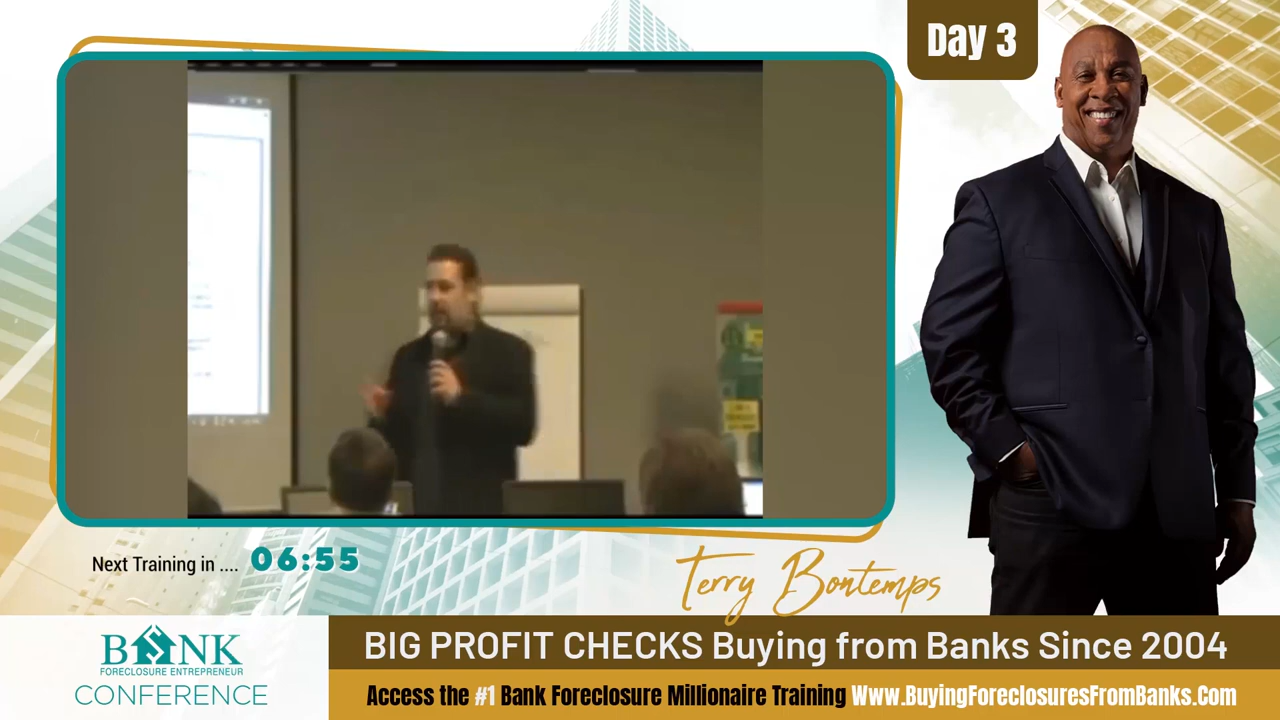 Day 3
Next Training in ....
06:55
Terry Bontemps
BANK
FORECLOSURE ENTREPRENEUR
CONFERENCE
BIG PROFIT CHECKS Buying from Banks Since 2004
Access the #1 Bank Foreclosure Millionaire Training Www.BuyingForeclosuresFromBanks.Com